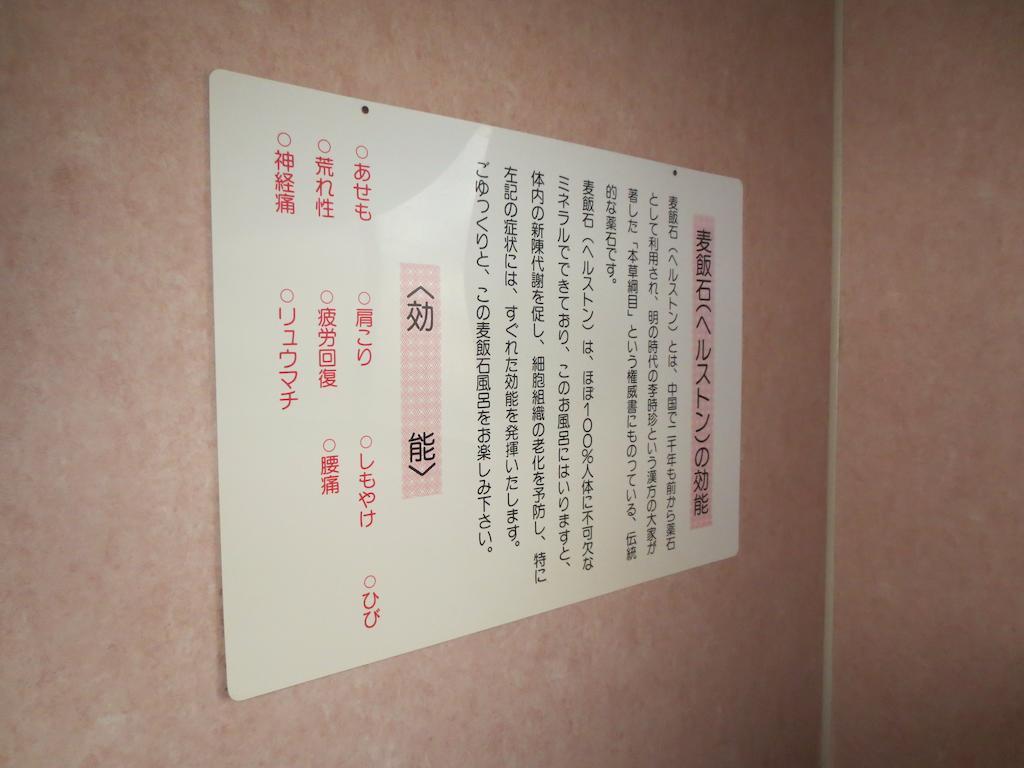 麦飯石(ヘルストン)の効能
麦飯石(ヘルストン)とは、中国で二千年も前から薬石
として利用され、明の時代の李時珍という漢方の大家が
著した「本草綱目」という権威書にものつている、伝統
的な薬石です。
麦飯石(ヘルストン)は、ほぼ100%人体に不可欠な
ミネラルでできており、このお風呂にはいりますと、
体内の新陳代謝を促し、細胞組織の老化を予防し、特に
左記の症状には、すぐれた効能を発揮いたします。
ごゆっくりと、この麦飯石風呂をお楽しみ下さい。
〈効 能〉
○あせも ○肩こり ○しもやけ ○ひび
○荒れ性 ○疲労回復 ○腰痛
○神経痛 ○リュウマチ